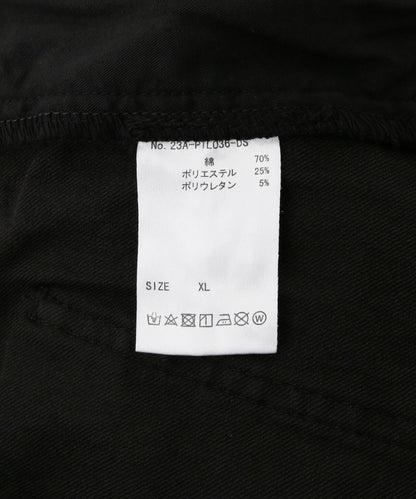 No. 23A-PTL036-DS
綿 70%
ポリエステル 25%
ポリウレタン 5%
SIZE XL
W